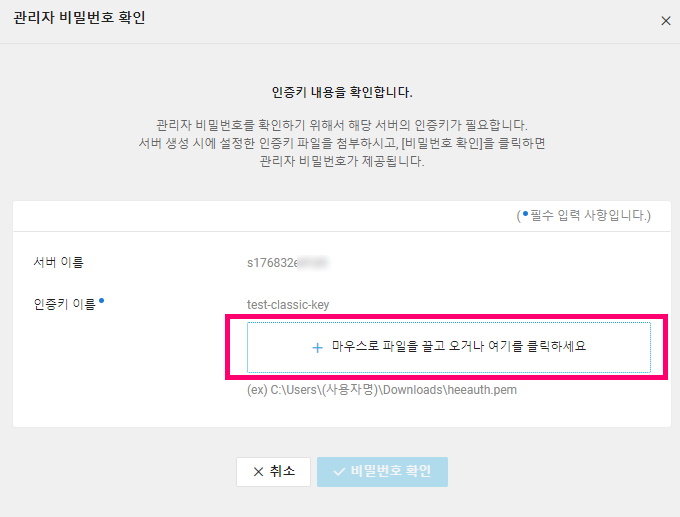 관리자 비밀번호 확인
인증키 내용을 확인합니다.
관리자 비밀번호를 확인하기 위해서 해당 서버의 인증키가 필요합니다.
서버 생성 시에 설정한 인증키 파일을 첨부하시고, [비밀번호 확인]을 클릭하면
관리자 비밀번호가 제공됩니다.
(•필수 입력 사항입니다.)
서버 이름 s176832
인증키 이름• test-classic-key
+ 마우스로 파일을 끌고 오거나 여기를 클릭하세요
(ex) C:\Users\(사용자명)\Downloads\heeauth.pem
취소 비밀번호 확인